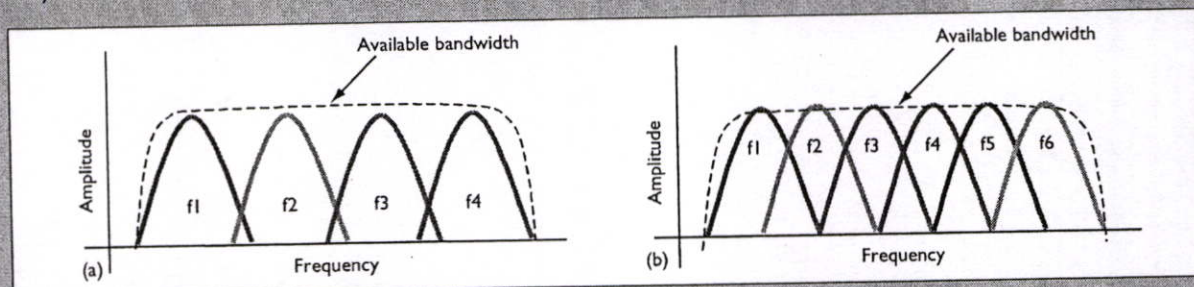 Available bandwidth
Amplitude
f1 f2 f3 f4
(a)
Frequency
Available bandwidth
Amplitude
f1 f2 f3 f4 f5 f6
(b)
Frequency